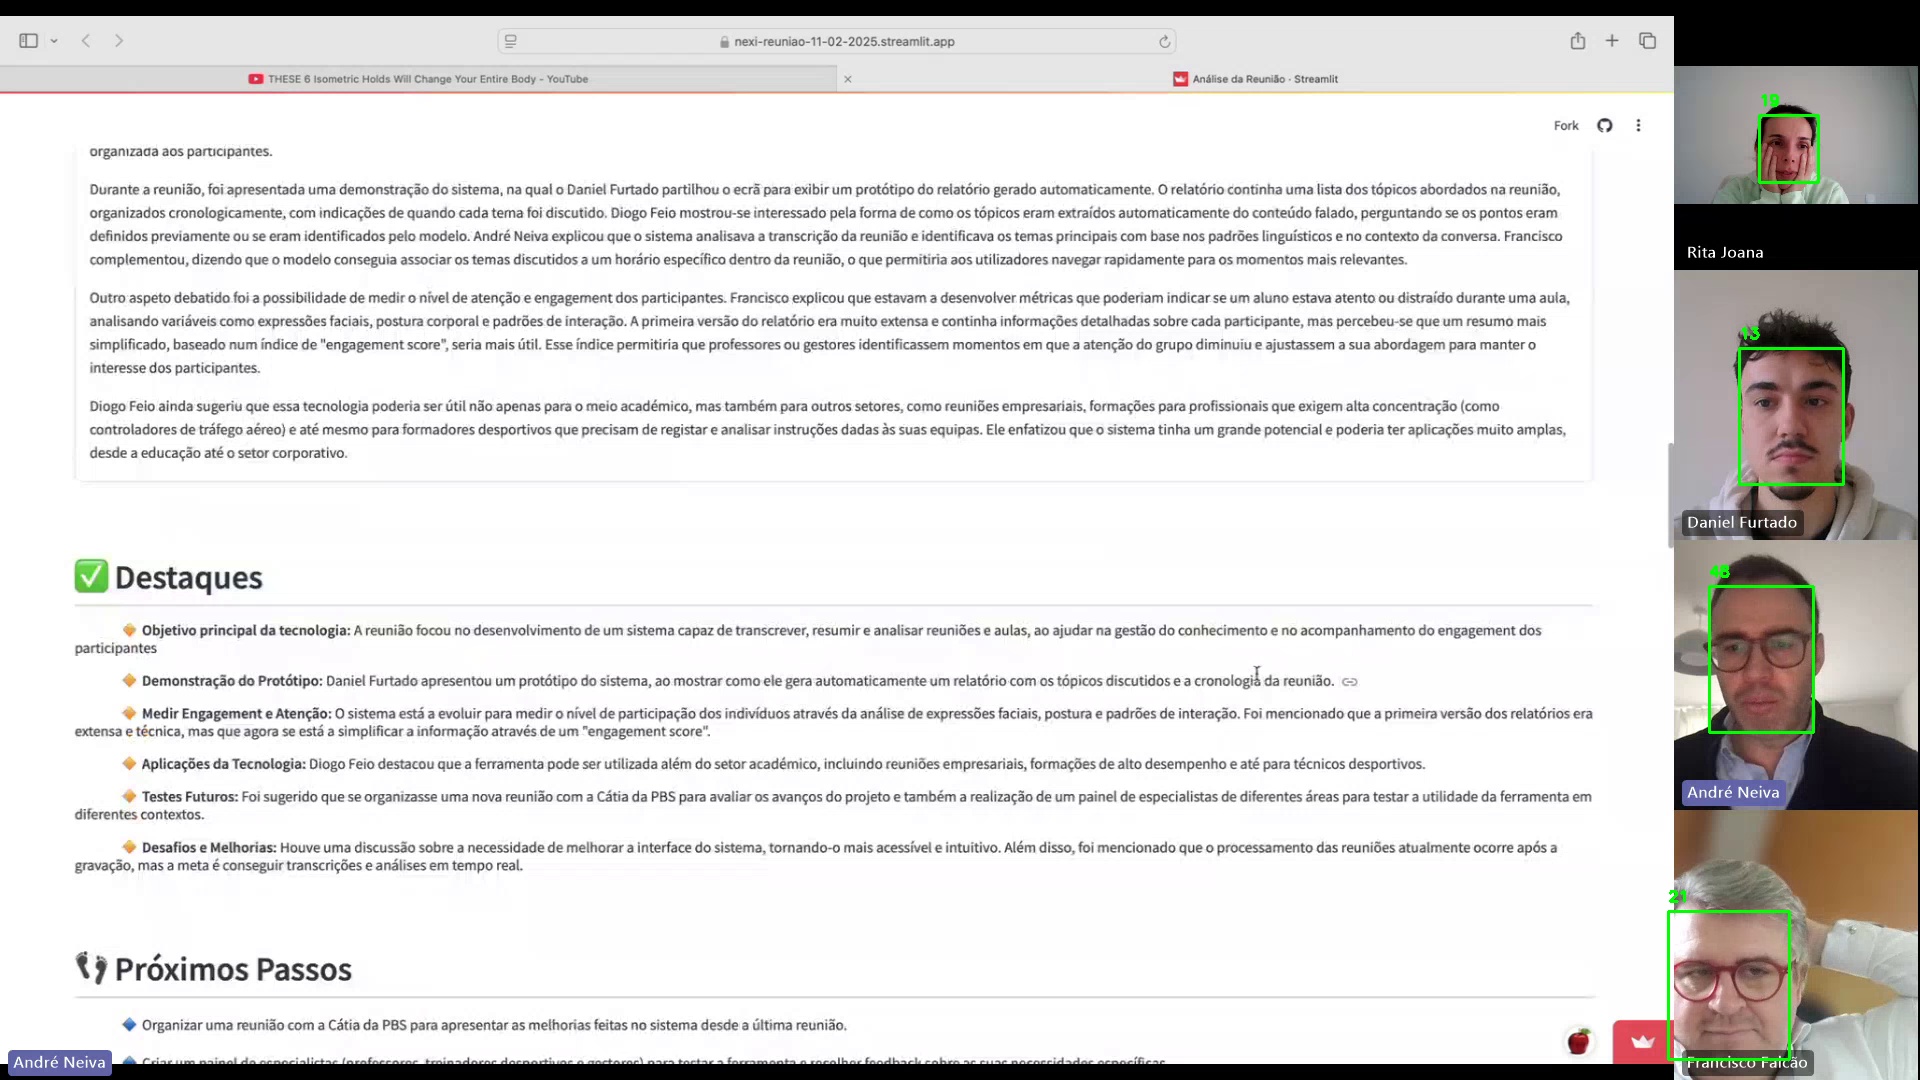 nexi-reuniao-11-02-2025.streamlit.app
THESE 6 Isometric Holds Will Change Your Entire Body - YouTube
Análise da Reunião · Streamlit
Fork
organizada aos participantes.
Durante a reunião, foi apresentada uma demonstração do sistema, na qual o Daniel Furtado partilhou o ecrã para exibir um protótipo do relatório gerado automaticamente. O relatório continha uma lista dos tópicos abordados na reunião,
organizados cronologicamente, com indicações de quando cada tema foi discutido. Diogo Feio mostrou-se interessado pela forma de como os tópicos eram extraídos automaticamente do conteúdo falado, perguntando se os pontos eram
definidos previamente ou se eram identificados pelo modelo. André Neiva explicou que o sistema analisava a transcrição da reunião e identificava os temas principais com base nos padrões linguísticos e no contexto da conversa. Francisco
complementou, dizendo que o modelo conseguia associar os temas discutidos a um horário específico dentro da reunião, o que permitiria aos utilizadores navegar rapidamente para os momentos mais relevantes.
Outro aspeto debatido foi a possibilidade de medir o nível de atenção e engagement dos participantes. Francisco explicou que estavam a desenvolver métricas que poderiam indicar se um aluno estava atento ou distraído durante uma aula,
analisando variáveis como expressões faciais, postura corporal e padrões de interação. A primeira versão do relatório era muito extensa e continha informações detalhadas sobre cada participante, mas percebeu-se que um resumo mais
simplificado, baseado num índice de "engagement score", seria mais útil. Esse índice permitiria que professores ou gestores identificassem momentos em que a atenção do grupo diminuiu e ajustassem a sua abordagem para manter o
interesse dos participantes.
Diogo Feio ainda sugeriu que essa tecnologia poderia ser útil não apenas para o meio académico, mas também para outros setores, como reuniões empresariais, formações para profissionais que exigem alta concentração (como
controladores de tráfego aéreo) e até mesmo para formadores desportivos que precisam de registar e analisar instruções dadas às suas equipas. Ele enfatizou que o sistema tinha um grande potencial e poderia ter aplicações muito amplas,
desde a educação até o setor corporativo.
Destaques
Objetivo principal da tecnologia: A reunião focou no desenvolvimento de um sistema capaz de transcrever, resumir e analisar reuniões e aulas, ao ajudar na gestão do conhecimento e no acompanhamento do engagement dos
participantes
Demonstração do Protótipo: Daniel Furtado apresentou um protótipo do sistema, ao mostrar como ele gera automaticamente um relatório com os tópicos discutidos e a cronologia da reunião.
Medir Engagement e Atenção: O sistema está a evoluir para medir o nível de participação dos indivíduos através da análise de expressões faciais, postura e padrões de interação. Foi mencionado que a primeira versão dos relatórios era
extensa e técnica, mas que agora se está a simplificar a informação através de um "engagement score".
Aplicações da Tecnologia: Diogo Feio destacou que a ferramenta pode ser utilizada além do setor académico, incluindo reuniões empresariais, formações de alto desempenho e até para técnicos desportivos.
Testes Futuros: Foi sugerido que se organizasse uma nova reunião com a Cátia da PBS para avaliar os avanços do projeto e também a realização de um painel de especialistas de diferentes áreas para testar a utilidade da ferramenta em
diferentes contextos.
Desafios e Melhorias: Houve uma discussão sobre a necessidade de melhorar a interface do sistema, tornando-o mais acessível e intuitivo. Além disso, foi mencionado que o processamento das reuniões atualmente ocorre após a
gravação, mas a meta é conseguir transcrições e análises em tempo real.
Próximos Passos
Organizar uma reunião com a Cátia da PBS para apresentar as melhorias feitas no sistema desde a última reunião.
Criar um painel de especialistas (professores, treinadores desportivos e gestores) para testar a ferramenta e recolher feedback sobre as suas necessidades específicas.
André Neiva
19
Rita Joana
13
Daniel Furtado
André Neiva
21
Francisco Falcão